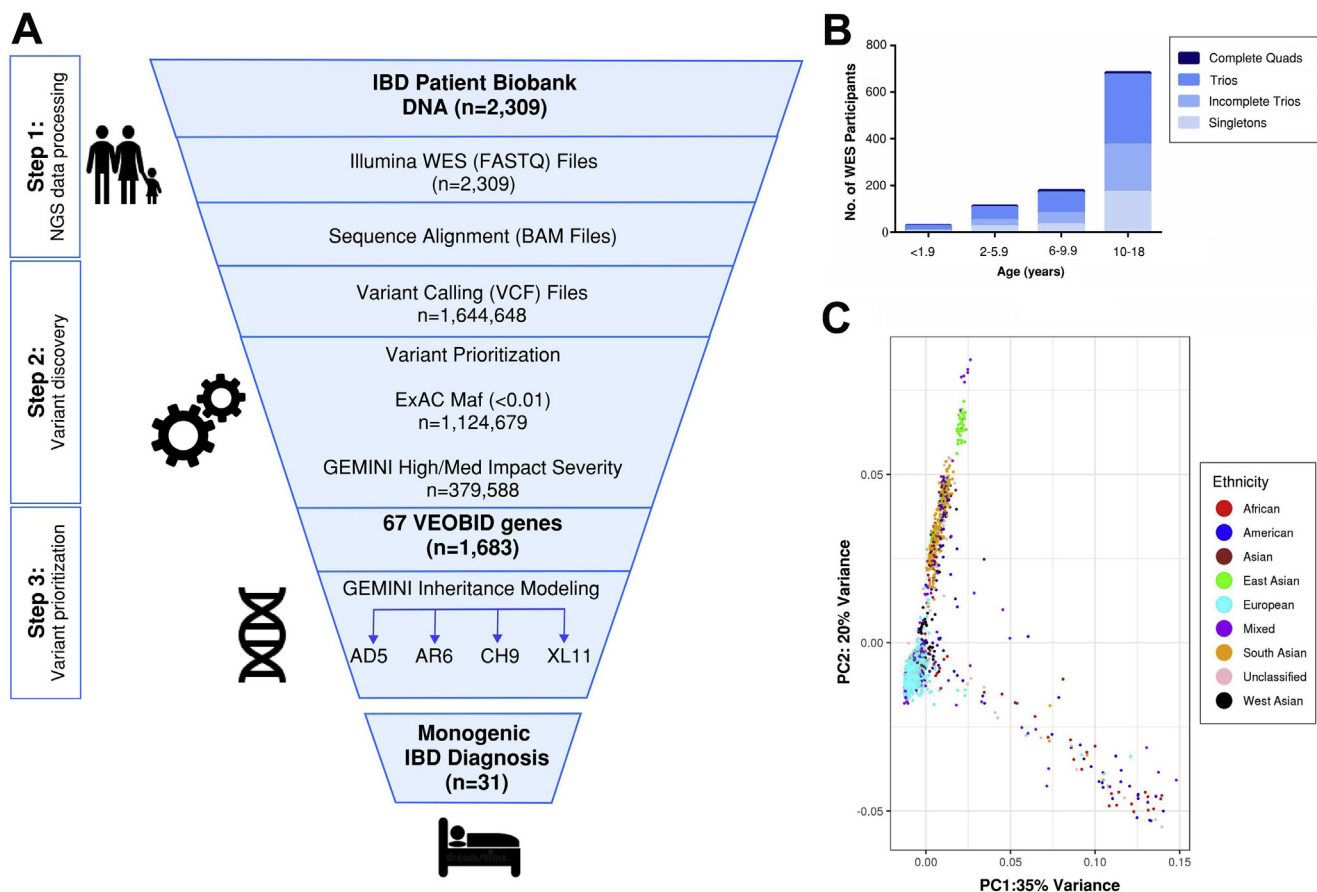 A
Step 1:
NGS data processing
Step 2:
Variant discovery
Step 3:
Variant prioritization
IBD Patient Biobank
DNA (n=2,309)
Illumina WES (FASTQ) Files
(n=2,309)
Sequence Alignment (BAM Files)
Variant Calling (VCF) Files
n=1,644,648
Variant Prioritization
ExAC Maf (<0.01)
n=1,124,679
GEMINI High/Med Impact Severity
n=379,588
67 VEOBID genes
(n=1,683)
GEMINI Inheritance Modeling
AD5 AR6 CH9 XL11
Monogenic
IBD Diagnosis
(n=31)
B
No. of WES Participants
800
600
400
200
0
<1.9 2-5.9 6-9.9 10-18
Age (years)
Complete Quads
Trios
Incomplete Trios
Singletons
C
PC2: 20% Variance
0.05
0.00
-0.05
0.00 0.05 0.10 0.15
PC1:35% Variance
Ethnicity
African
American
Asian
East Asian
European
Mixed
South Asian
Unclassified
West Asian